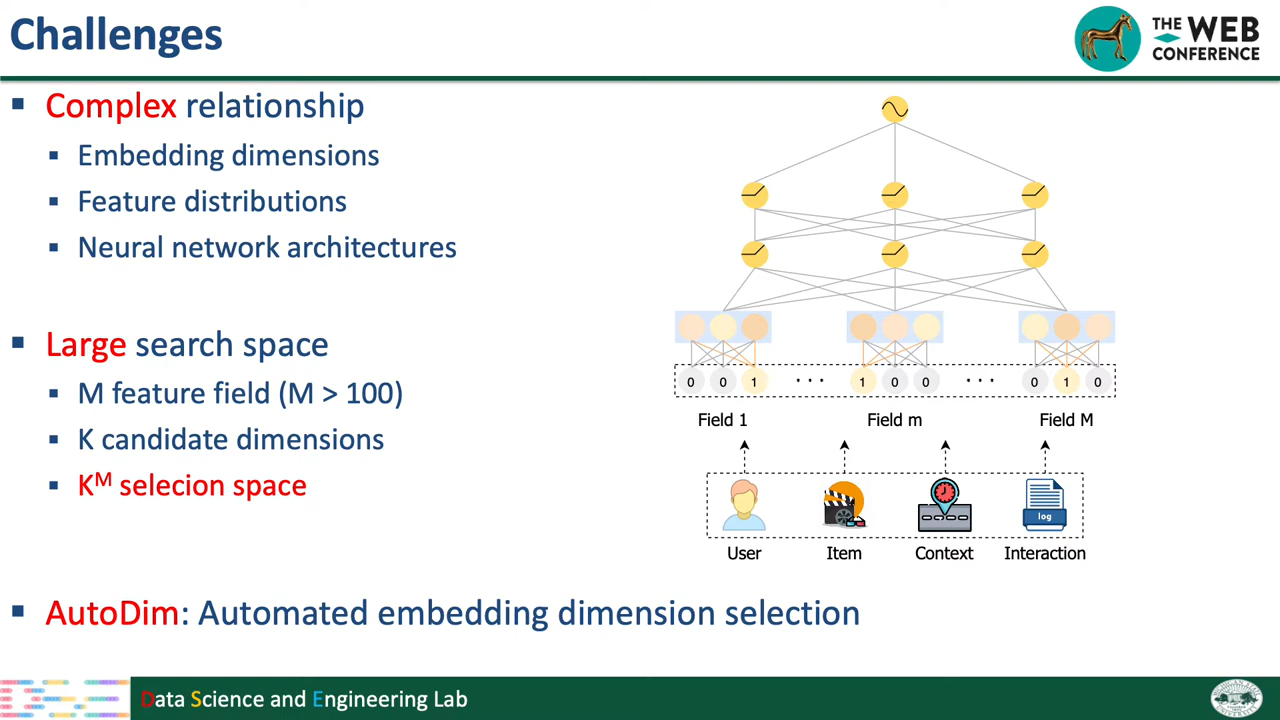 Challenges
THE WEB
CONFERENCE
▪ Complex relationship
▪ Embedding dimensions
▪ Feature distributions
▪ Neural network architectures
▪ Large search space
▪ M feature field (M > 100)
▪ K candidate dimensions
▪ Kᴹ selecion space
0 0 1 · · · 1 0 0 · · · 0 1 0
Field 1 Field m Field M
log
User Item Context Interaction
▪ AutoDim: Automated embedding dimension selection
Data Science and Engineering Lab